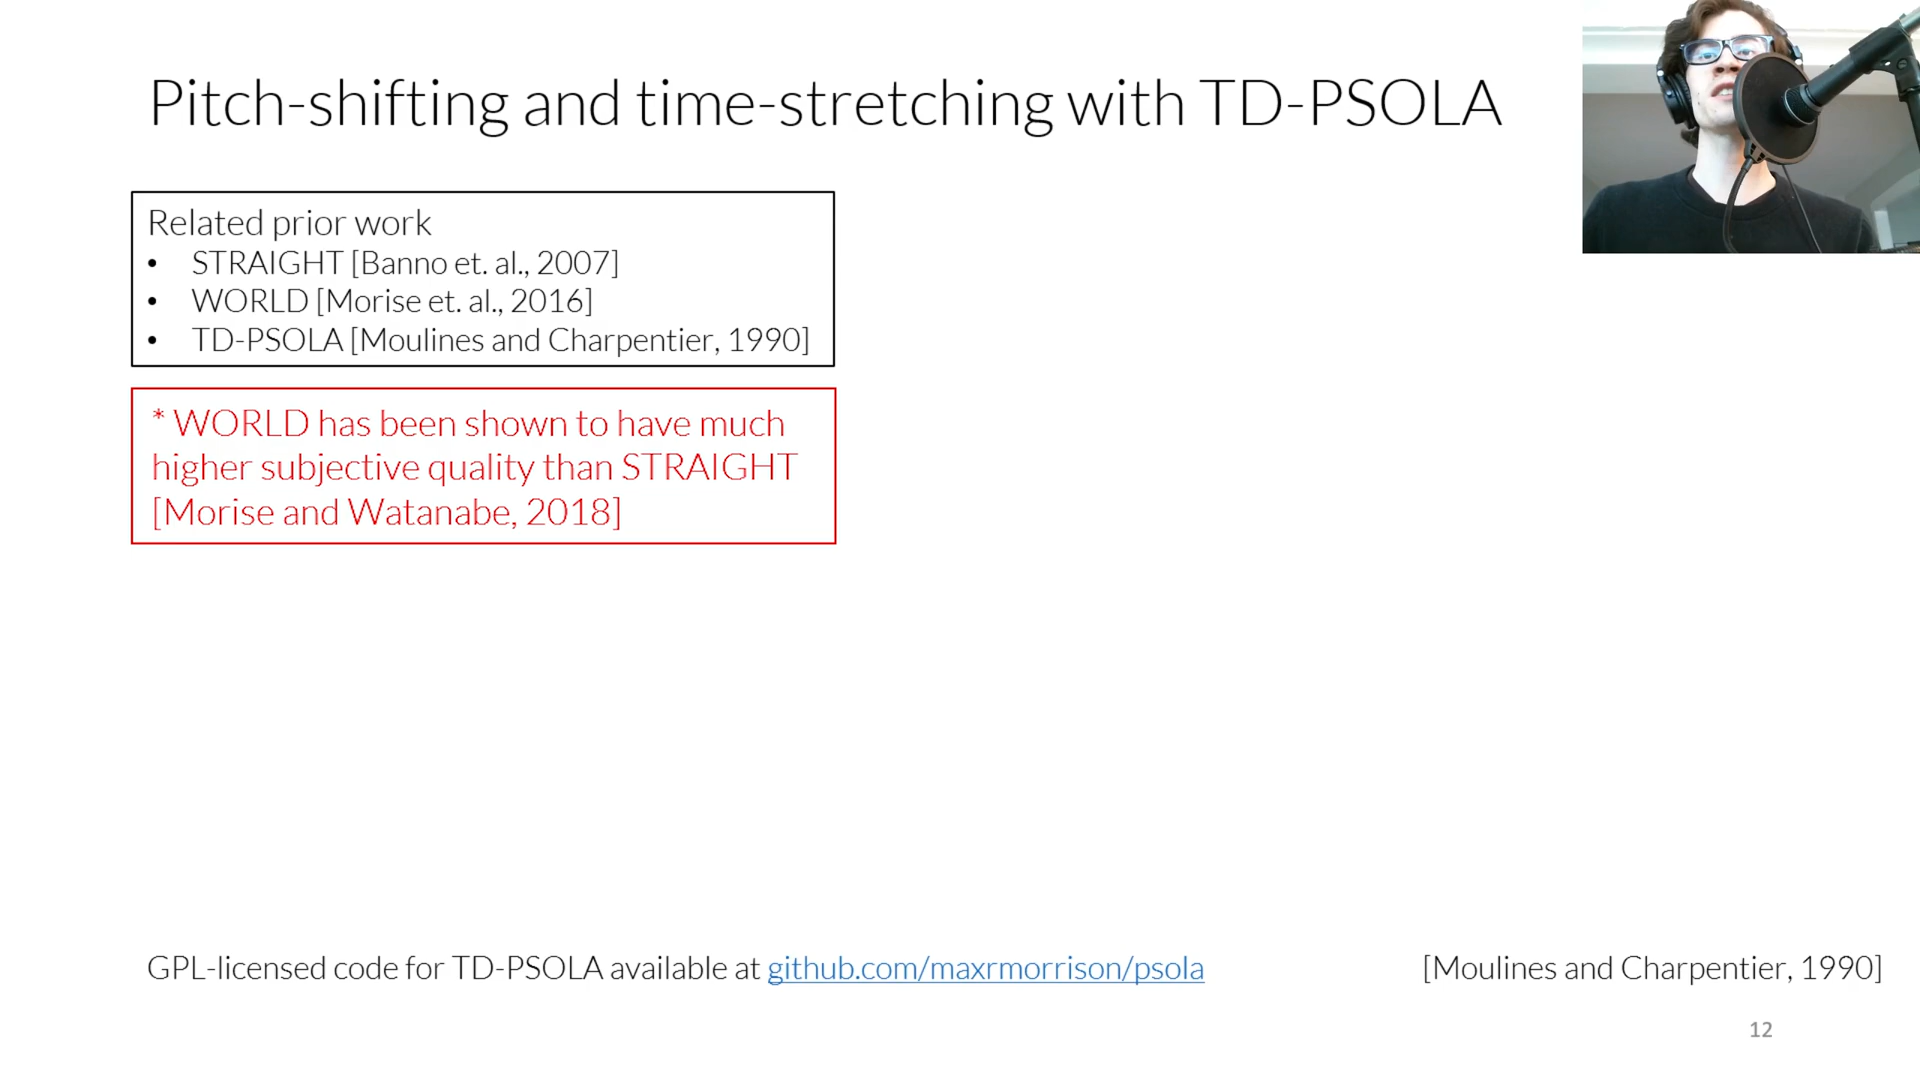 Pitch-shifting and time-stretching with TD-PSOLA
Related prior work
• STRAIGHT [Banno et. al., 2007]
• WORLD [Morise et. al., 2016]
• TD-PSOLA [Moulines and Charpentier, 1990]
* WORLD has been shown to have much
higher subjective quality than STRAIGHT
[Morise and Watanabe, 2018]
GPL-licensed code for TD-PSOLA available at github.com/maxrmorrison/psola
[Moulines and Charpentier, 1990]
12